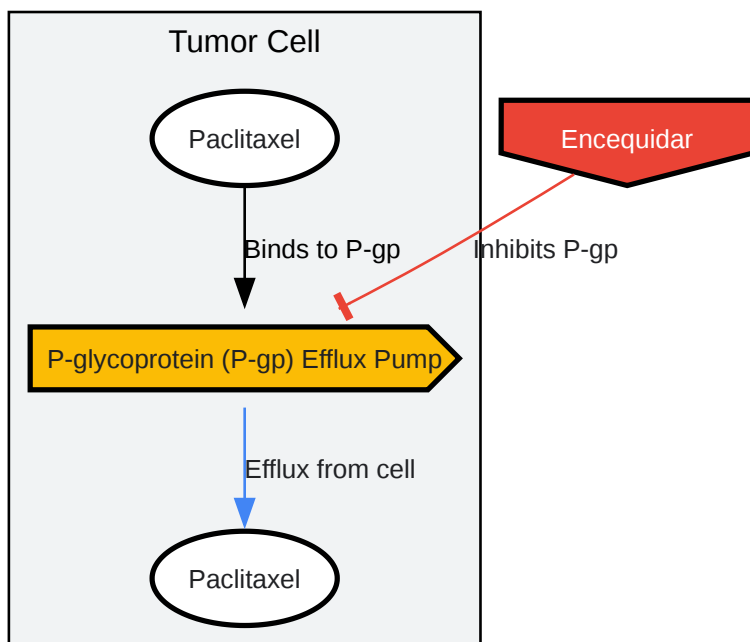 Tumor Cell
Paclitaxel
Encequidar
Binds to P-gp
Inhibits P-gp
P-glycoprotein (P-gp) Efflux Pump
Efflux from cell
Paclitaxel